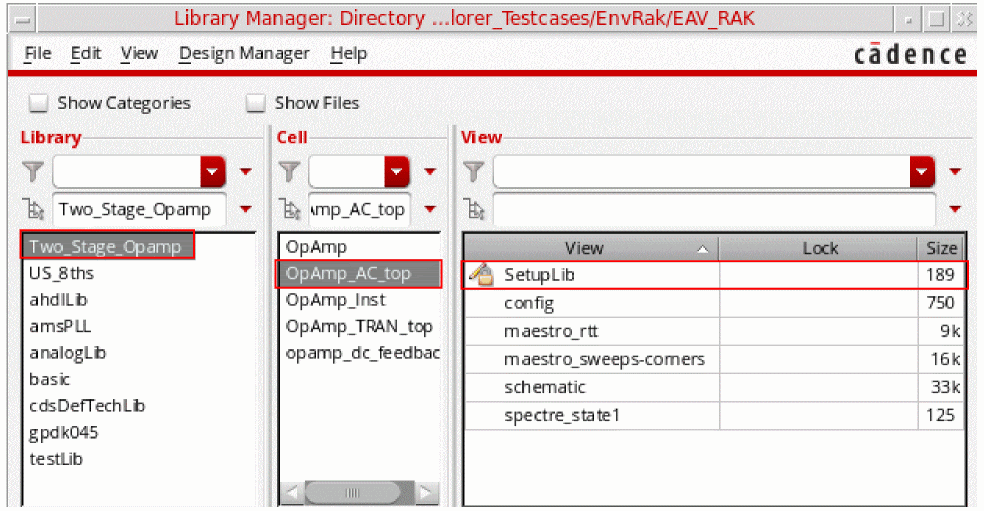 Library Manager: Directory ...lorer_Testcases/EnvRak/EAV_RAK
File Edit View Design Manager Help
cādence
Show Categories Show Files
Library Cell View
Two_Stage_Opamp mp_AC_top
View Lock Size
Two_Stage_Opamp OpAmp
US_8ths OpAmp_AC_top SetupLib 189
ahdlLib OpAmp_Inst config 750
amsPLL OpAmp_TRAN_top maestro_rtt 9k
analogLib opamp_dc_feedbac maestro_sweeps-corners 16k
basic schematic 33k
cdsDefTechLib spectre_state1 125
gpdk045
testLib